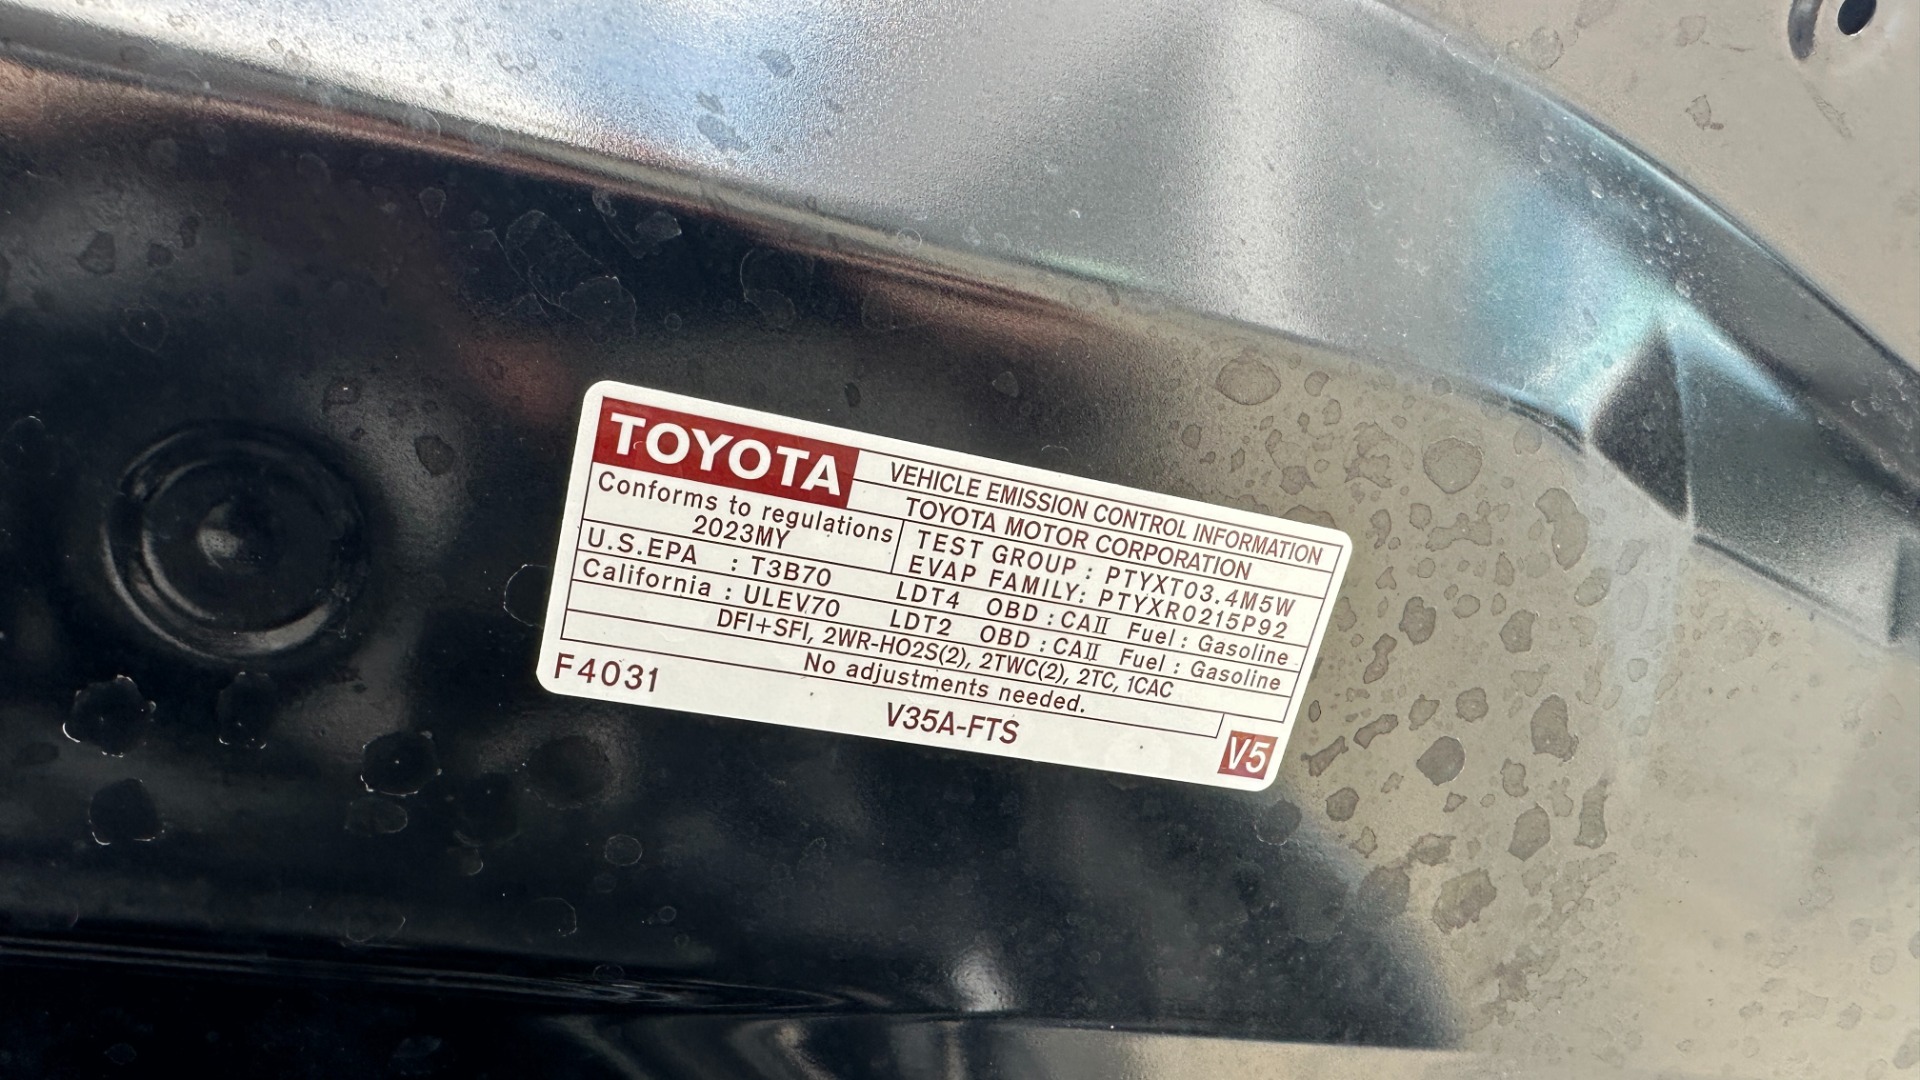 TOYOTA VEHICLE EMISSION CONTROL INFORMATION
TOYOTA MOTOR CORPORATION
Conforms to regulations
2023MY
TEST GROUP : PTYXT03.4M5W
EVAP FAMILY: PTYXR0215P92
U.S.EPA : T3B70 LDT4 OBD : CAII Fuel : Gasoline
California : ULEV70 LDT2 OBD : CAII Fuel : Gasoline
DFI+SFI, 2WR-HO2S(2), 2TWC(2), 2TC, 1CAC
No adjustments needed.
F4031 V35A-FTS V5